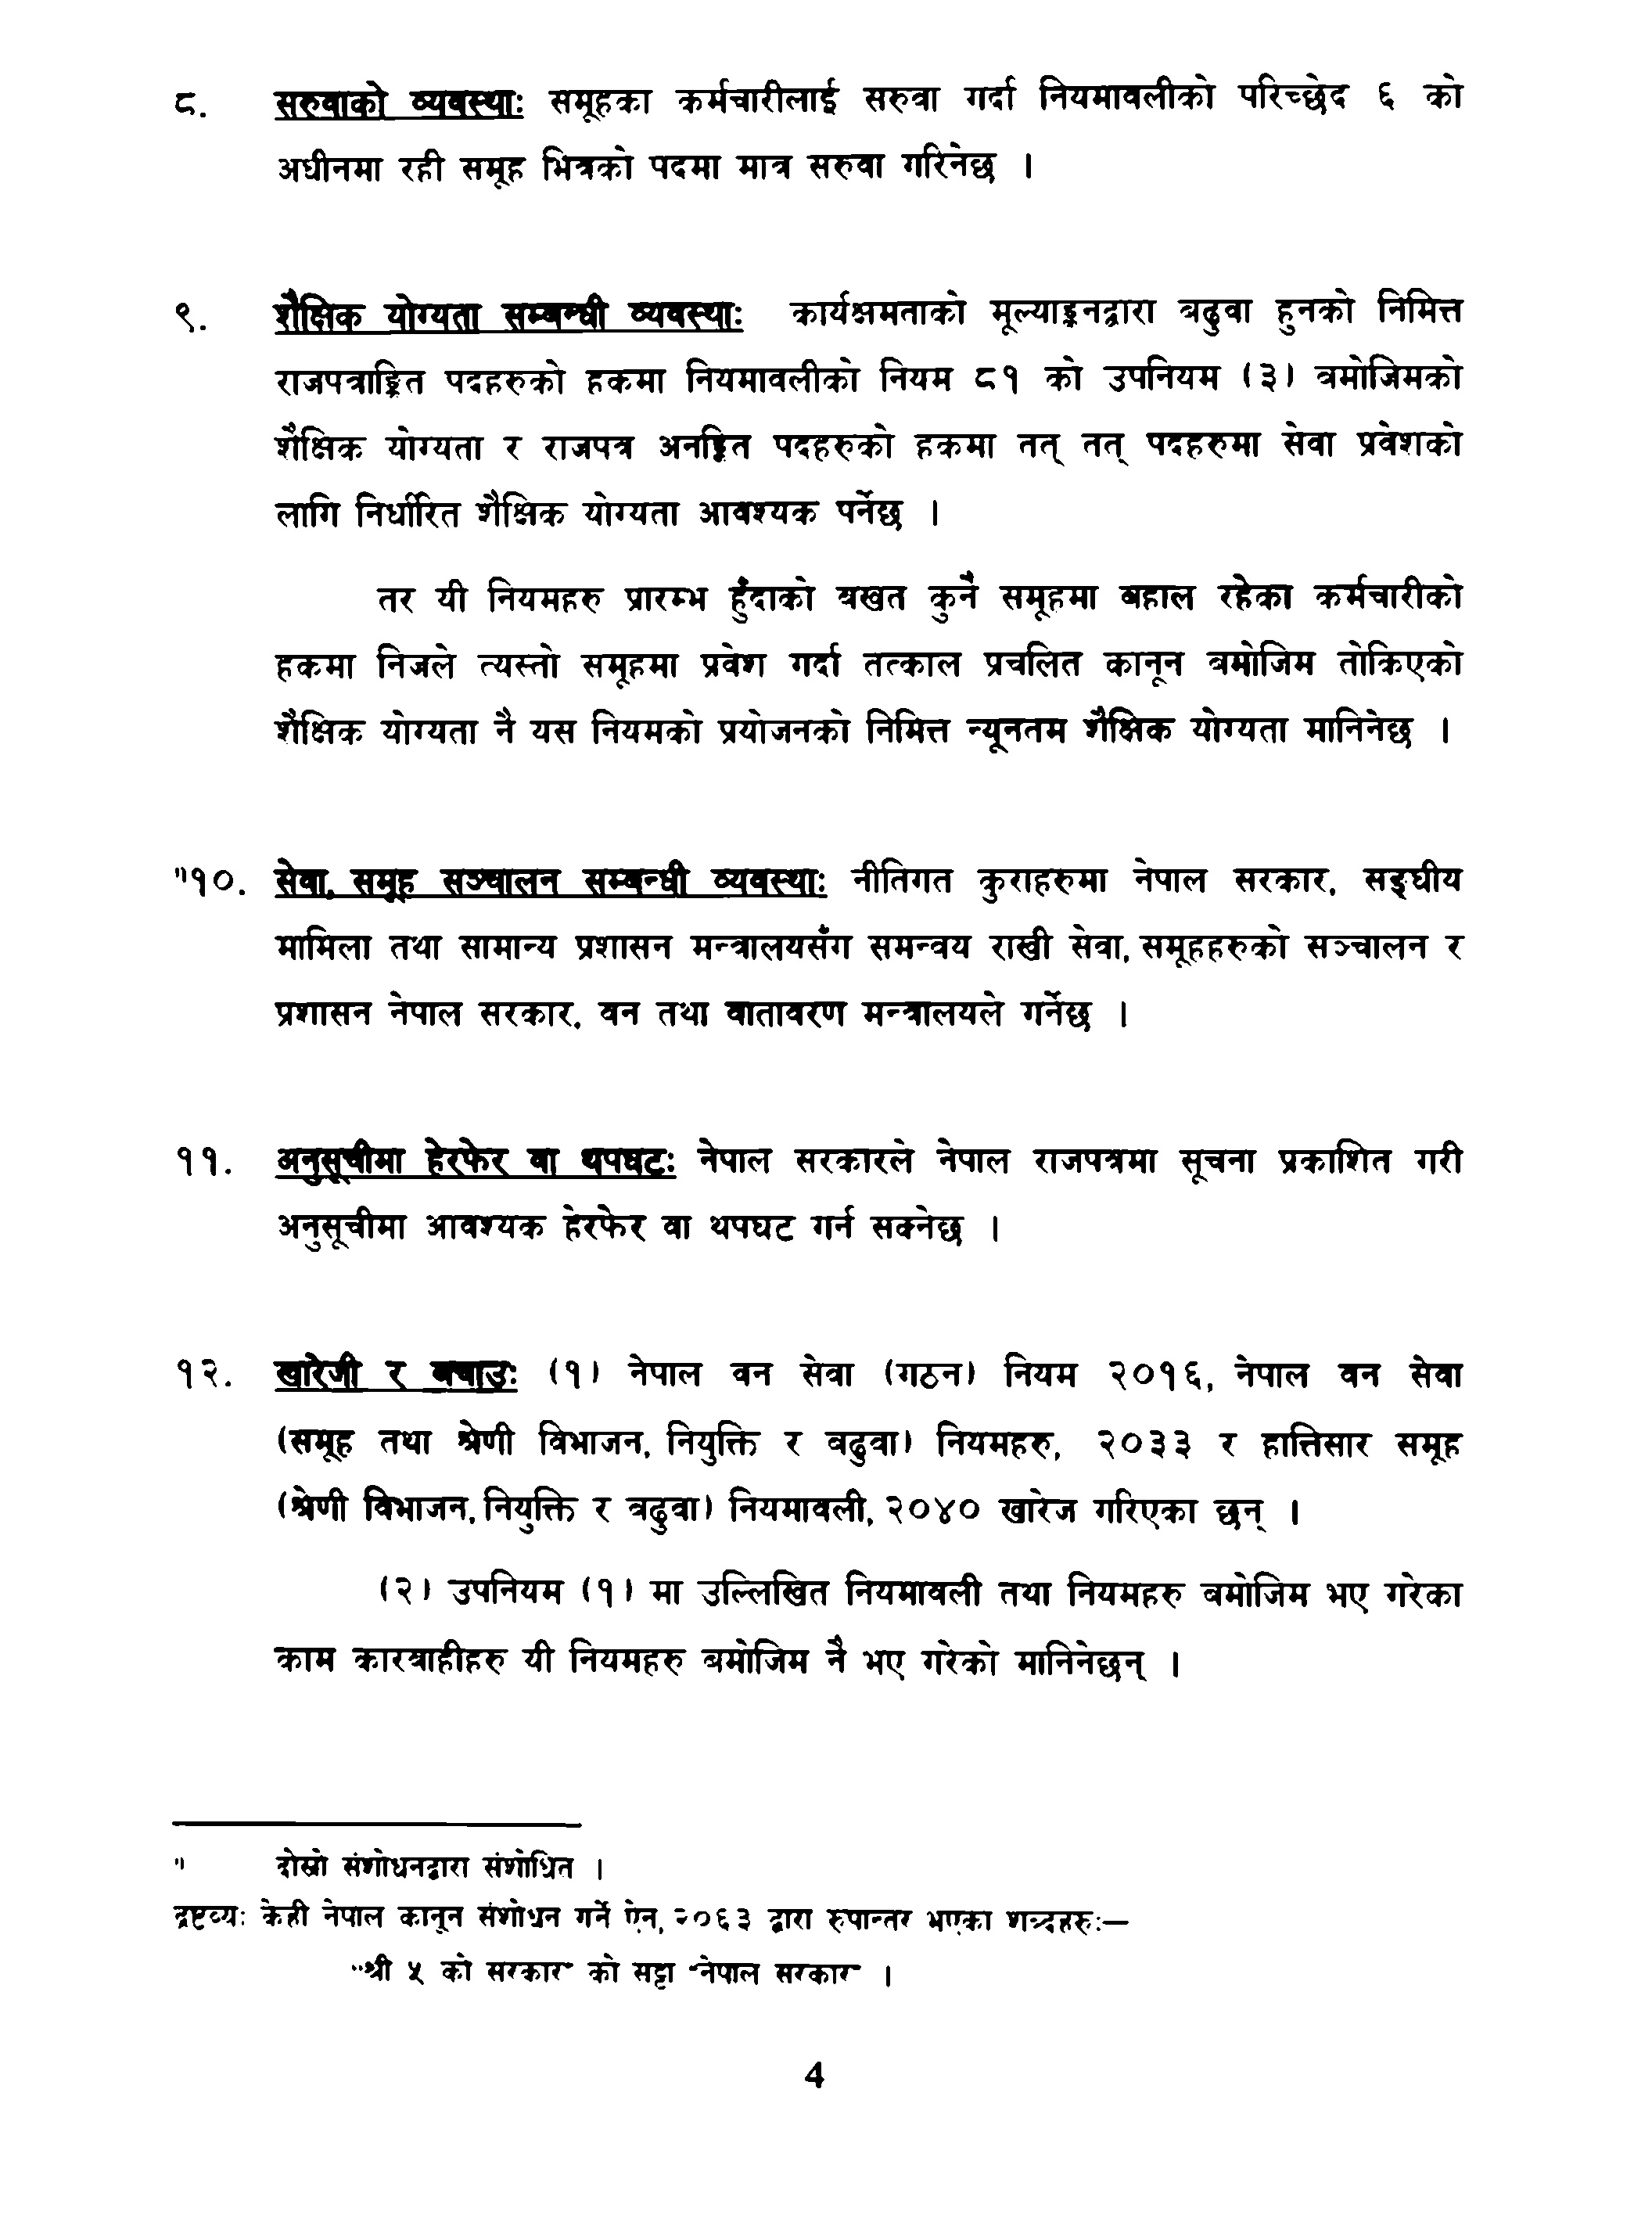 ८. सरुवाको व्यवस्थाः समूहका कर्मचारीलाई सरुवा गर्दा नियमावलीको परिच्छेद ६ को
अधीनमा रही समूह भित्रको पदमा मात्र सरुवा गरिनेछ ।
९. शैक्षिक योग्यता सम्बन्धी व्यवस्थाः कार्यक्षमताको मूल्याङ्कनद्वारा बढुवा हुनको निमित्त
राजपत्राङ्कित पदहरुको हकमा नियमावलीको नियम ८१ को उपनियम (३) बमोजिमको
शैक्षिक योग्यता र राजपत्र अनङ्कित पदहरुको हकमा तत् तत् पदहरुमा सेवा प्रवेशको
लागि निर्धारित शैक्षिक योग्यता आवश्यक पर्नेछ ।
तर यी नियमहरु प्रारम्भ हुंदाको बखत कुनै समूहमा बहाल रहेका कर्मचारीको
हकमा निजले त्यस्तो समूहमा प्रवेश गर्दा तत्काल प्रचलित कानून बमोजिम तोकिएको
शैक्षिक योग्यता नै यस नियमको प्रयोजनको निमित्त न्यूनतम शैक्षिक योग्यता मानिनेछ ।
"१०. सेवा, समुह सञ्चालन सम्बन्धी व्यवस्थाः नीतिगत कुराहरुमा नेपाल सरकार, सङ्घीय
मामिला तथा सामान्य प्रशासन मन्त्रालयसँग समन्वय राखी सेवा, समूहहरुको सञ्चालन र
प्रशासन नेपाल सरकार, वन तथा वातावरण मन्त्रालयले गर्नेछ ।
११. अनुसूचीमा हेरफेर वा थपघटः नेपाल सरकारले नेपाल राजपत्रमा सूचना प्रकाशित गरी
अनुसूचीमा आवश्यक हेरफेर वा थपघट गर्न सक्नेछ ।
१२. खारेजी र बचाउः (१) नेपाल वन सेवा (गठन) नियम २०१६, नेपाल वन सेवा
(समूह तथा श्रेणी विभाजन, नियुक्ति र बढुवा) नियमहरु, २०३३ र हात्तिसार समूह
(श्रेणी विभाजन, नियुक्ति र बढुवा) नियमावली, २०४० खारेज गरिएका छन् ।
(२) उपनियम (१) मा उल्लिखित नियमावली तथा नियमहरु बमोजिम भए गरेका
काम कारवाहीहरु यी नियमहरु बमोजिम नै भए गरेको मानिनेछन् ।
" दोस्रो संशोधनद्वारा संशोधित ।
द्रष्टव्यः केही नेपाल कानून संशोधन गर्ने ऐन, २०६३ द्वारा रुपान्तर भएका शब्दहरुः—
"श्री ५ को सरकार" को सट्टा "नेपाल सरकार" ।
4